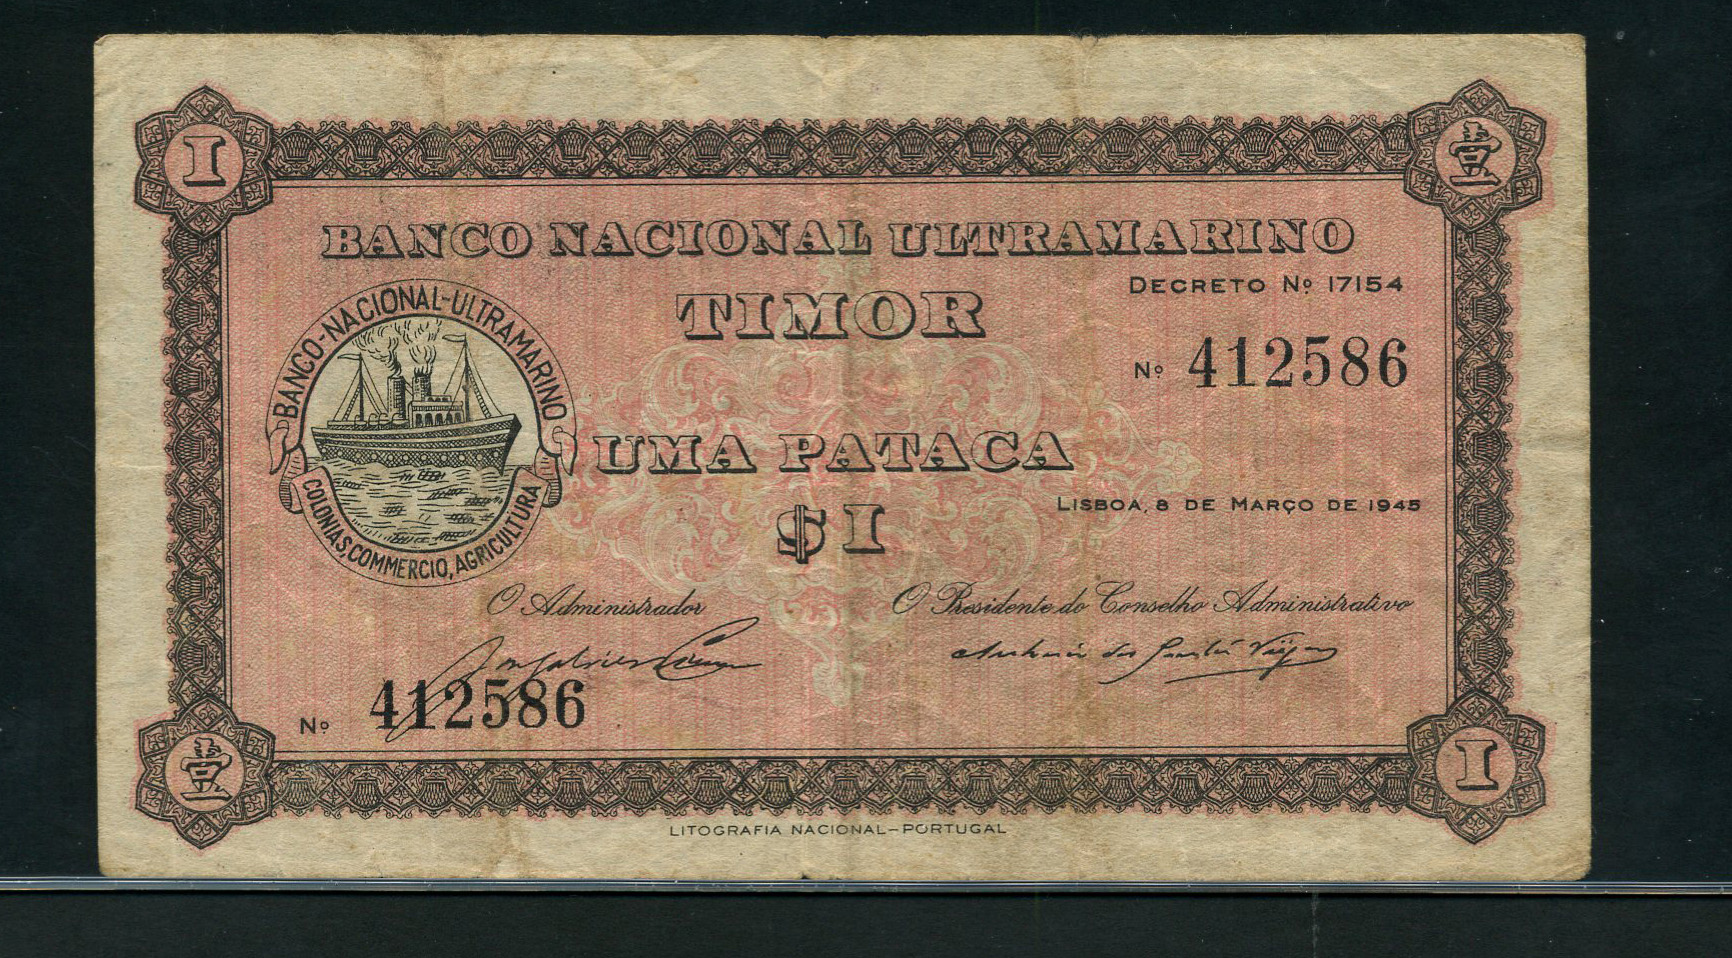 I 壹
BANCO NACIONAL ULTRAMARINO
DECRETO Nº 17154
TIMOR
Nº 412586
BANCO-NACIONAL-ULTRAMARINO
COLONIAS, COMMERCIO, AGRICULTURA
UMA PATACA
LISBOA, 8 DE MARÇO DE 1945
$1
O Administrador O Presidente do Conselho Administrativo
Nº 412586
壹 I
LITOGRAFIA NACIONAL-PORTUGAL